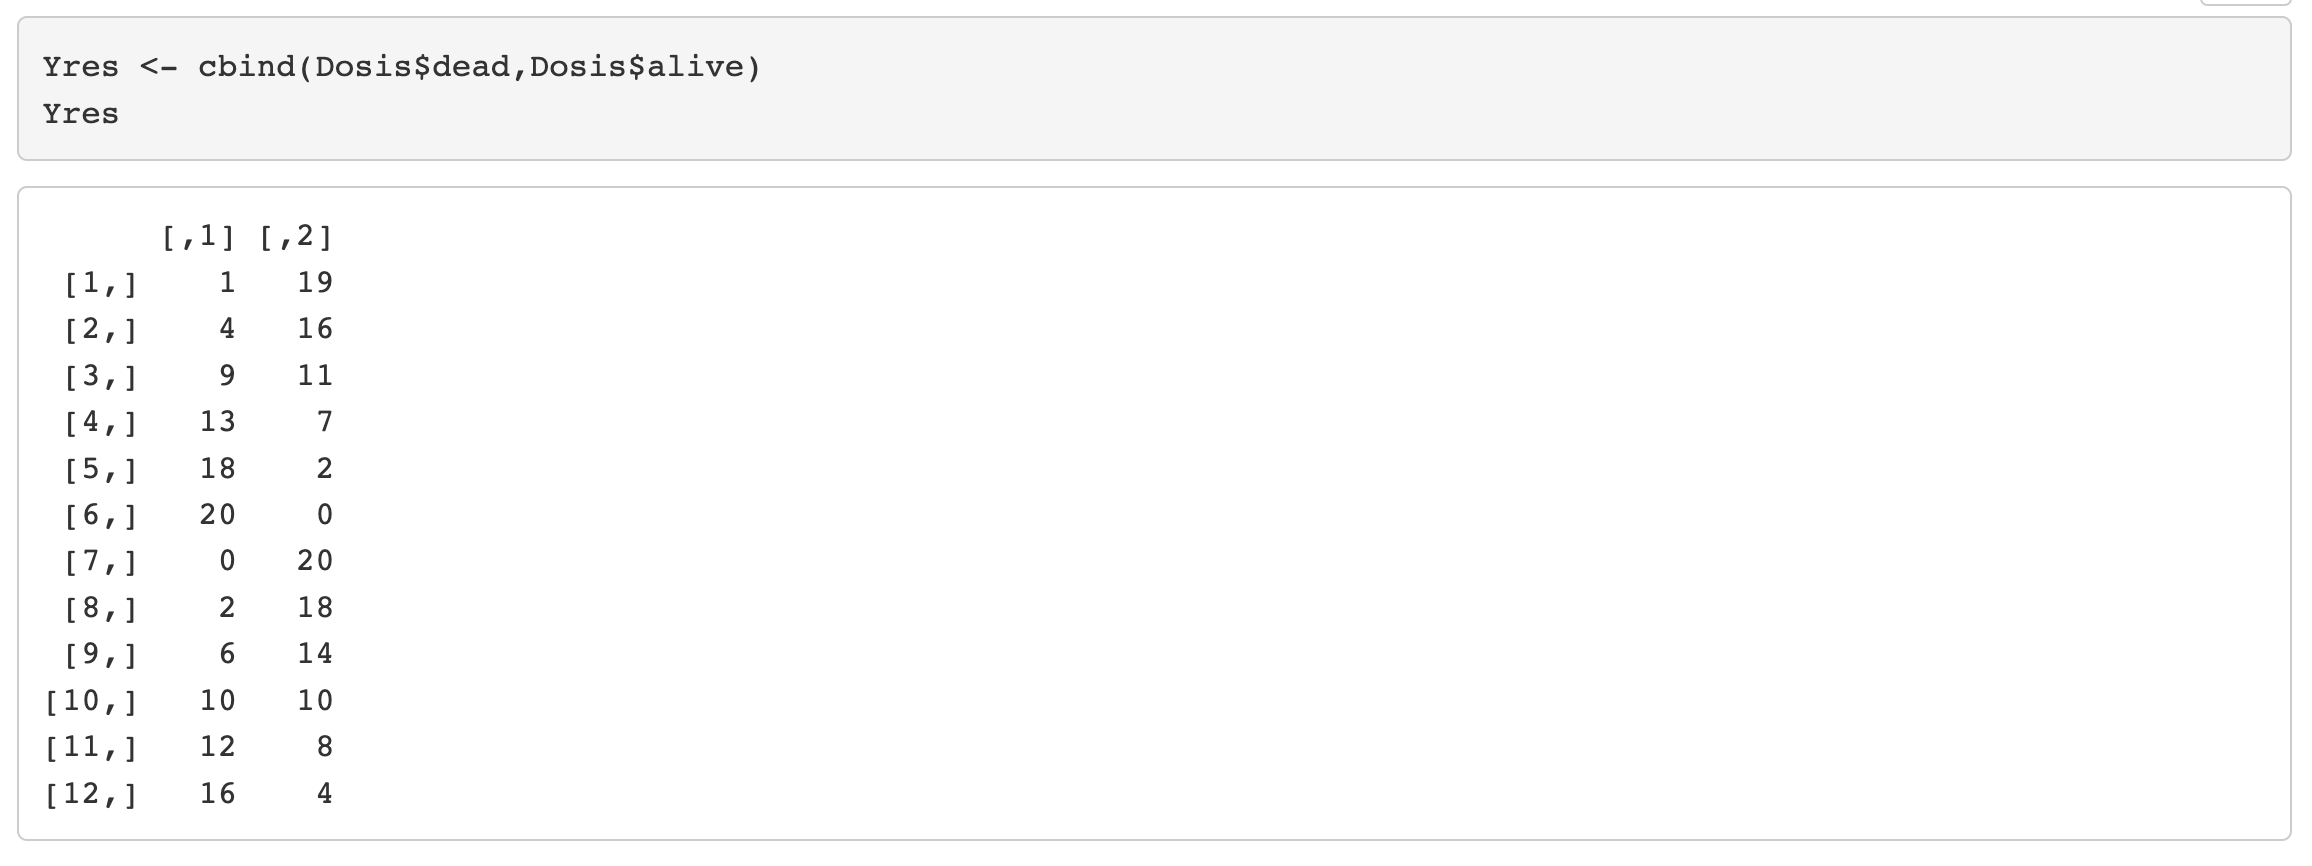 Yres <- cbind(Dosis$dead,Dosis$alive)
Yres
      [,1] [,2]
 [1,]    1   19
 [2,]    4   16
 [3,]    9   11
 [4,]   13    7
 [5,]   18    2
 [6,]   20    0
 [7,]    0   20
 [8,]    2   18
 [9,]    6   14
[10,]   10   10
[11,]   12    8
[12,]   16    4